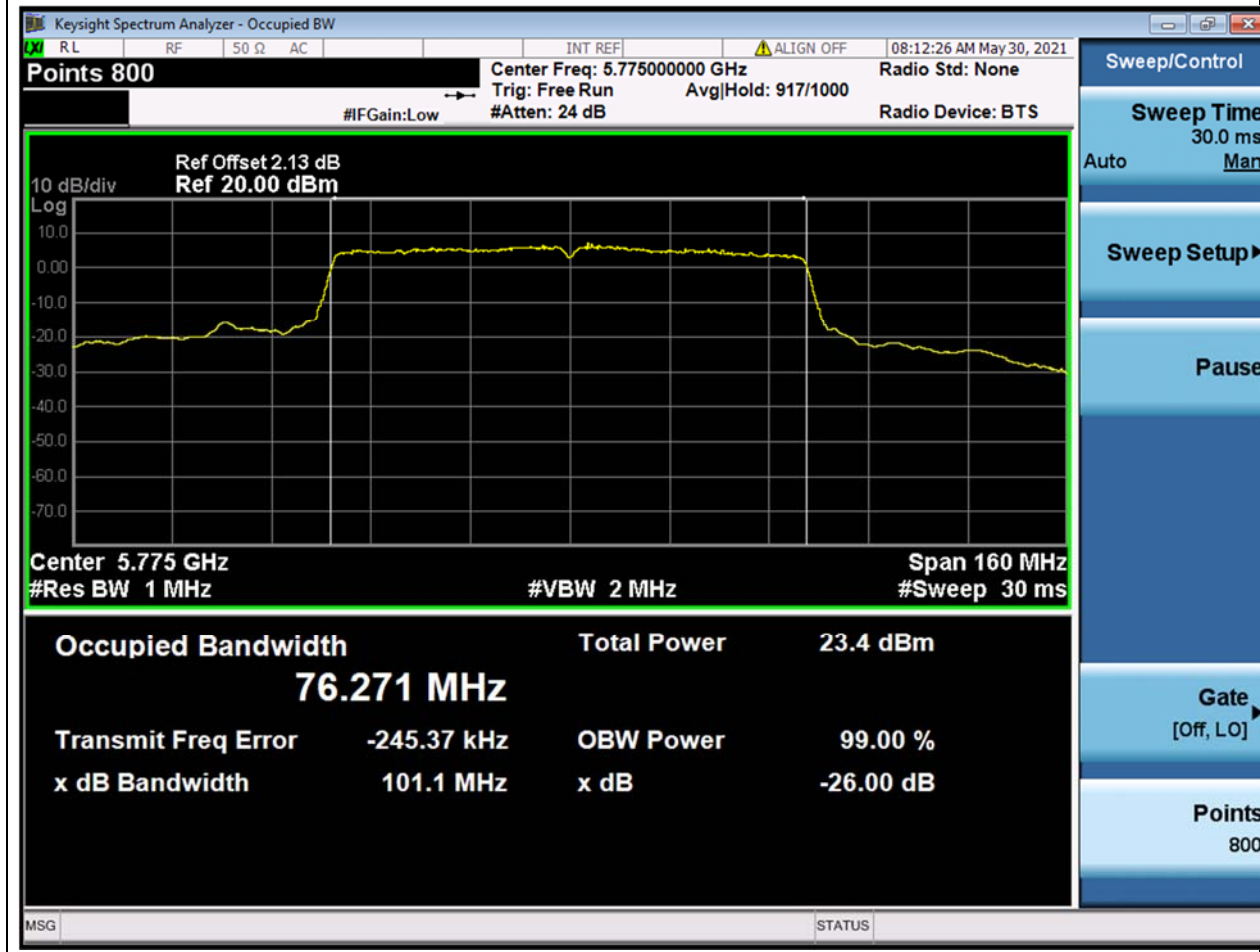 Keysight Spectrum Analyzer - Occupied BW
LXI RL RF 50 Ω AC INT REF ALIGN OFF 08:12:26 AM May 30, 2021
Points 800
Center Freq: 5.775000000 GHz Radio Std: None
Trig: Free Run Avg|Hold: 917/1000
#IFGain:Low #Atten: 24 dB Radio Device: BTS
Ref Offset 2.13 dB
10 dB/div Ref 20.00 dBm
Log
10.0
0.00
-10.0
-20.0
-30.0
-40.0
-50.0
-60.0
-70.0
Center 5.775 GHz Span 160 MHz
#Res BW 1 MHz #VBW 2 MHz #Sweep 30 ms
Occupied Bandwidth Total Power 23.4 dBm
76.271 MHz
Transmit Freq Error -245.37 kHz OBW Power 99.00 %
x dB Bandwidth 101.1 MHz x dB -26.00 dB
MSG STATUS
Sweep/Control
Sweep Time
30.0 ms
Auto Man
Sweep Setup
Pause
Gate
[Off, LO]
Points
800